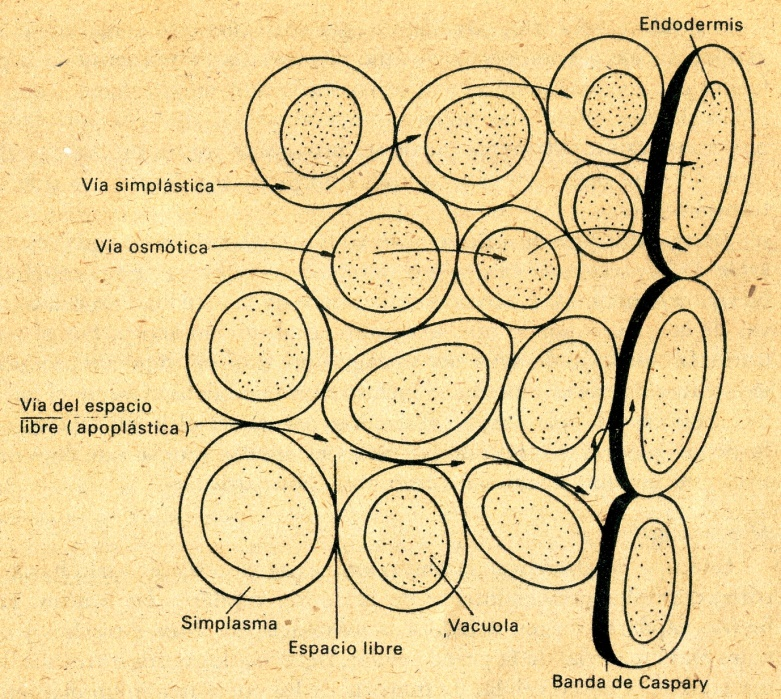 Endodermis
Vía simplástica
Vía osmótica
Vía del espacio
libre (apoplástica)
Simplasma
Espacio libre
Vacuola
Banda de Caspary